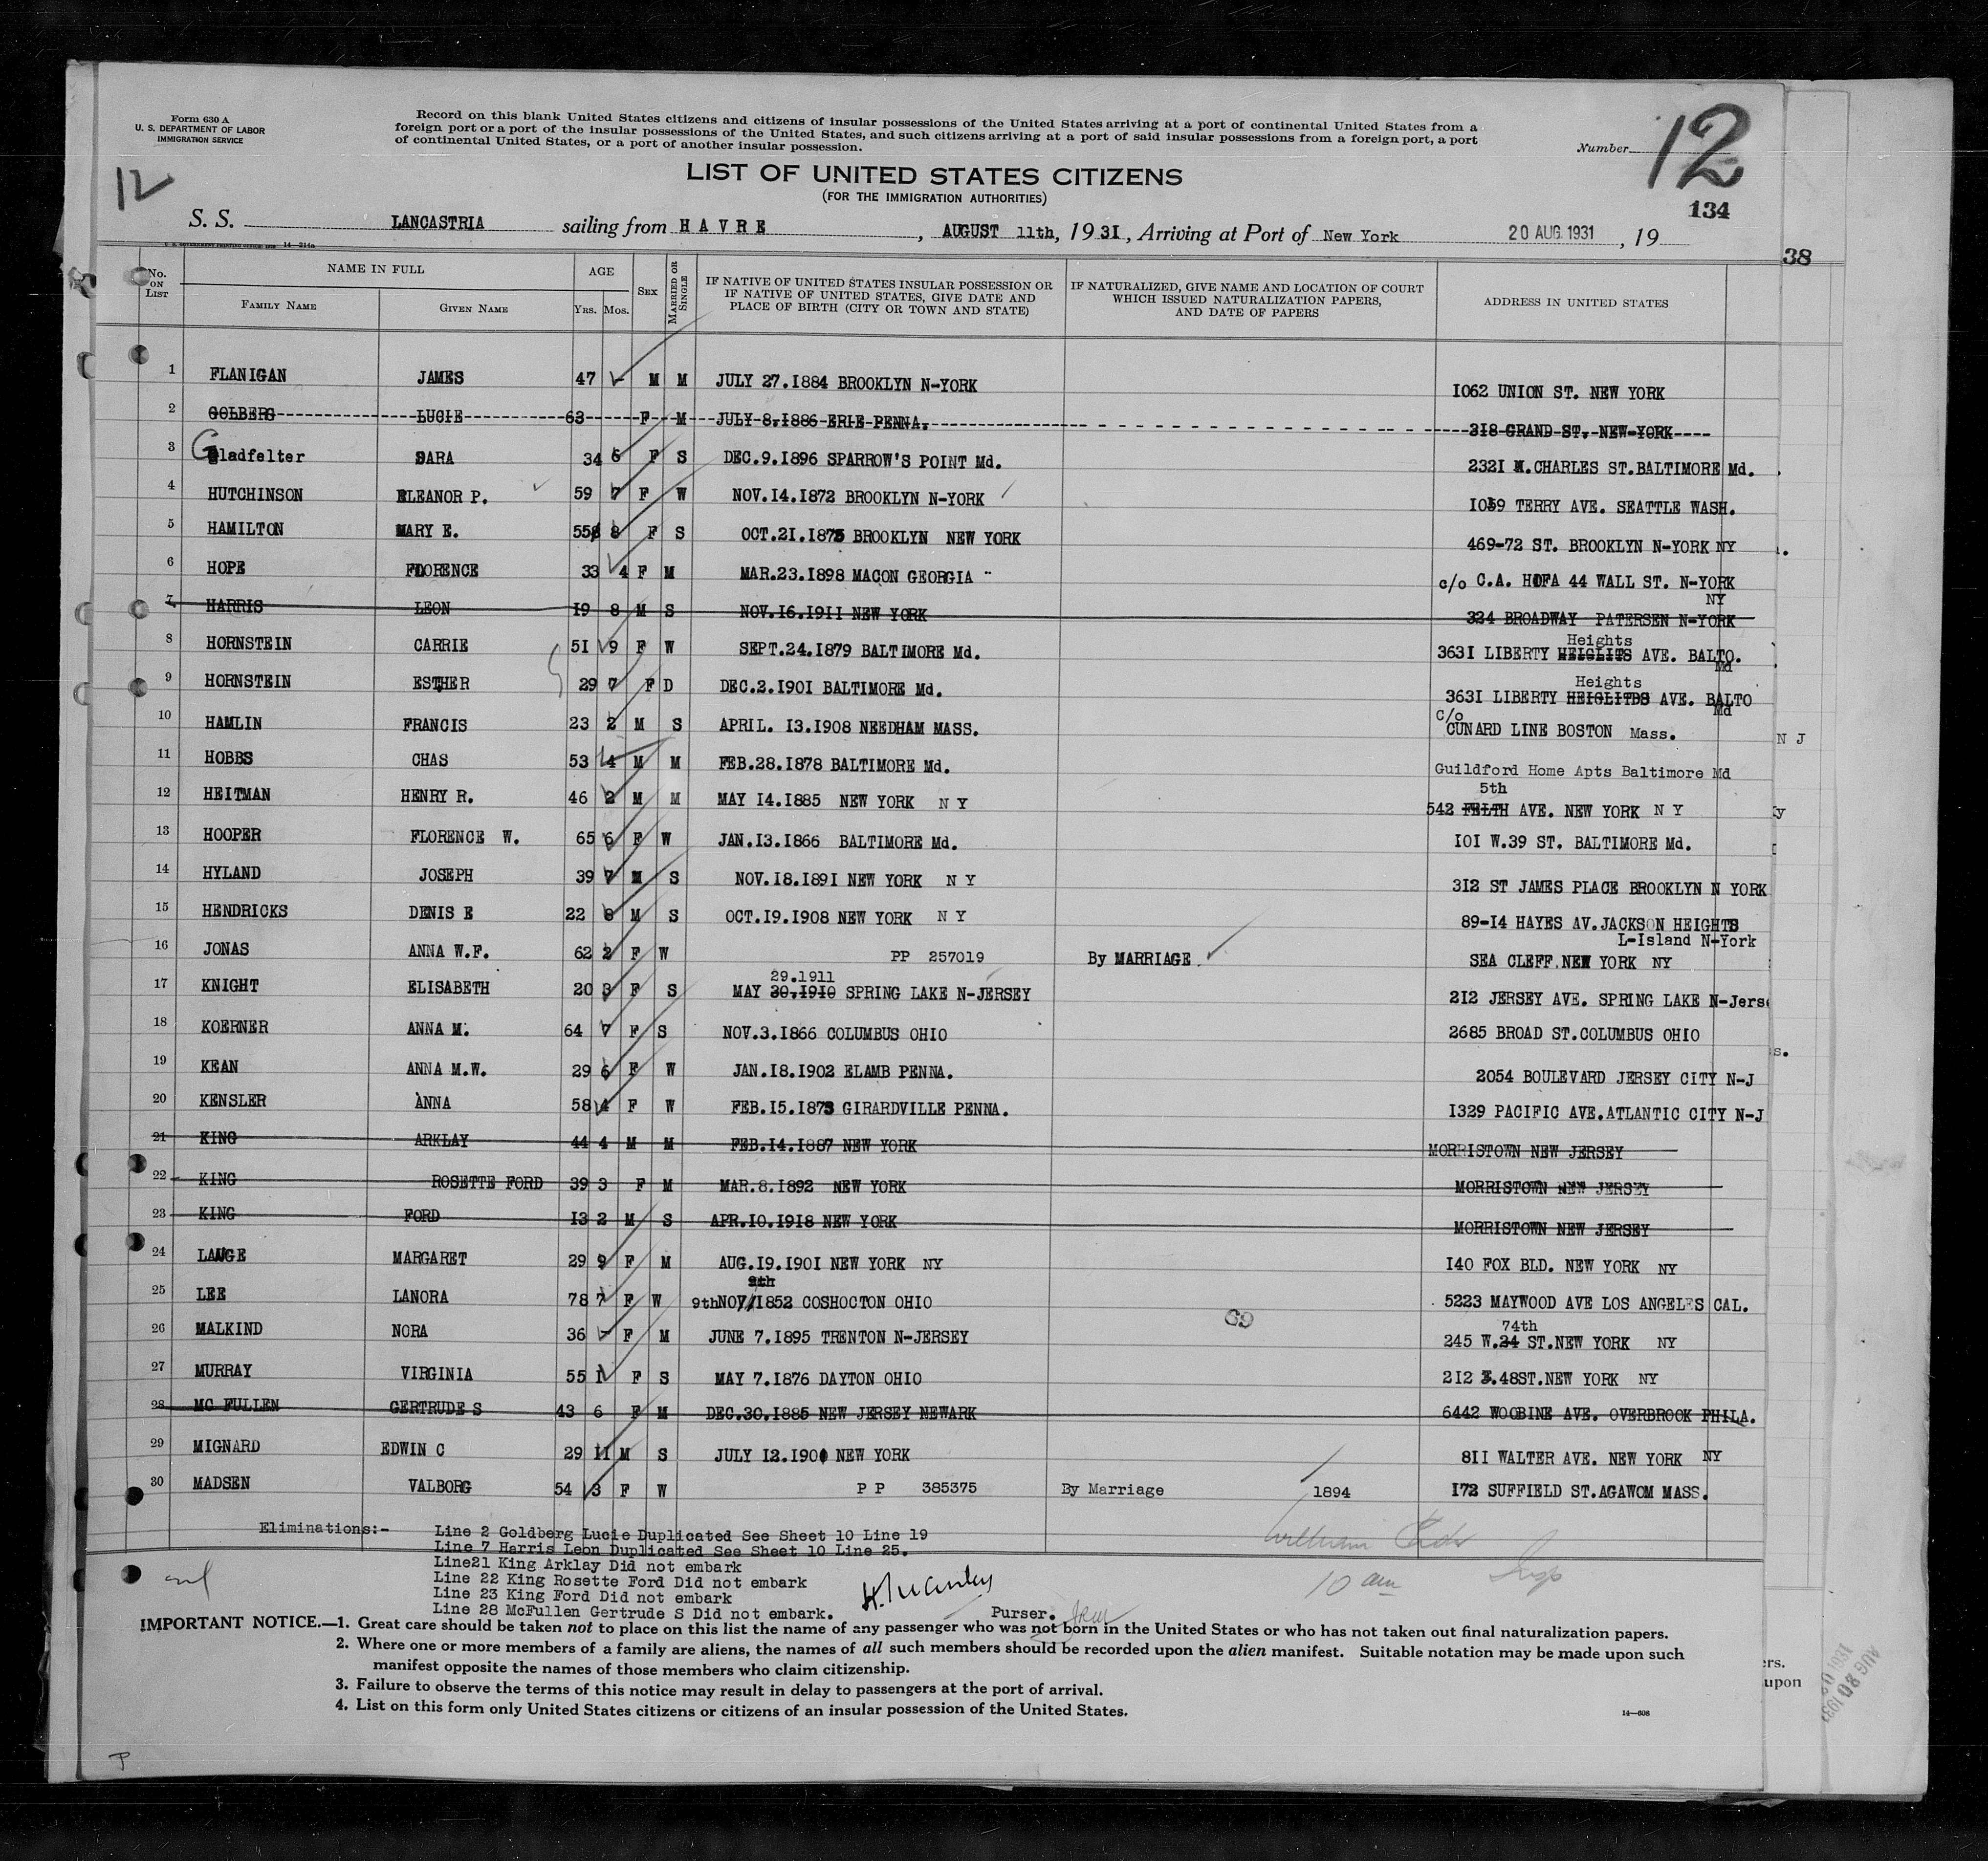 Form 630 A
U. S. DEPARTMENT OF LABOR
IMMIGRATION SERVICE
Record on this blank United States citizens and citizens of insular possessions of the United States arriving at a port of continental United States from a
foreign port or a port of the insular possessions of the United States, and such citizens arriving at a port of said insular possessions from a foreign port, a port
of continental United States, or a port of another insular possession.
Number 12
12
LIST OF UNITED STATES CITIZENS
(FOR THE IMMIGRATION AUTHORITIES)
134
S. S. LANCASTRIA sailing from HAVRE, AUGUST 11th, 1931, Arriving at Port of New York 20 AUG. 1931, 19
38
No. ON LIST
NAME IN FULL
FAMILY NAME
GIVEN NAME
AGE
YRS. MOS.
SEX
MARRIED OR SINGLE
IF NATIVE OF UNITED STATES INSULAR POSSESSION OR
IF NATIVE OF UNITED STATES, GIVE DATE AND
PLACE OF BIRTH (CITY OR TOWN AND STATE)
IF NATURALIZED, GIVE NAME AND LOCATION OF COURT
WHICH ISSUED NATURALIZATION PAPERS,
AND DATE OF PAPERS
ADDRESS IN UNITED STATES
1 FLANIGAN JAMES 47 - M M JULY 27.1884 BROOKLYN N-YORK 1062 UNION ST. NEW YORK
2 GOLBERG LUCIE 63 F M JULY 8.1886 ERIE PENNA. 318 GRAND ST. NEW-YORK
3 Gladfelter SARA 34 6 F S DEC.9.1896 SPARROW'S POINT Md. 2321 N.CHARLES ST.BALTIMORE Md.
4 HUTCHINSON ELEANOR P. 59 7 F W NOV.14.1872 BROOKLYN N-YORK 1059 TERRY AVE. SEATTLE WASH.
5 HAMILTON MARY E. 55 8 F S OCT.21.1875 BROOKLYN NEW YORK 469-72 ST. BROOKLYN N-YORK NY
6 HOPE FLORENCE 33 4 F M MAR.23.1898 MACON GEORGIA c/o C.A. HOFA 44 WALL ST. N-YORK
NY
7 HARRIS LEON 19 8 M S NOV.16.1911 NEW YORK 324 BROADWAY PATERSEN N-YORK
8 HORNSTEIN CARRIE 51 9 F W SEPT.24.1879 BALTIMORE Md. 3631 LIBERTY HEIGLITS Heights AVE. BALTO. Md
9 HORNSTEIN ESTHER 29 7 F D DEC.2.1901 BALTIMORE Md. 3631 LIBERTY HEIGLITDS Heights AVE. BALTO Md
10 HAMLIN FRANCIS 23 2 M S APRIL. 13.1908 NEEDHAM MASS. C/o CUNARD LINE BOSTON Mass.
N J
11 HOBBS CHAS 53 4 M M FEB.28.1878 BALTIMORE Md. Guildford Home Apts Baltimore Md
12 HEITMAN HENRY R. 46 2 M M MAY 14.1885 NEW YORK N Y 542 FELTH 5th AVE. NEW YORK N Y
13 HOOPER FLORENCE W. 65 6 F W JAN.13.1866 BALTIMORE Md. 101 W.39 ST. BALTIMORE Md.
14 HYLAND JOSEPH 39 7 M S NOV.18.1891 NEW YORK N Y 312 ST JAMES PLACE BROOKLYN N YORK
15 HENDRICKS DENIS E 22 8 M S OCT.19.1908 NEW YORK N Y 89-14 HAYES AV.JACKSON HEIGHTS
L-Island N-York
16 JONAS ANNA W.F. 62 2 F W PP 257019 By MARRIAGE. SEA CLEFF.NEW YORK NY
17 KNIGHT ELISABETH 20 3 F S MAY 30.1910 29.1911 SPRING LAKE N-JERSEY 212 JERSEY AVE. SPRING LAKE N-Jerse
18 KOERNER ANNA M. 64 7 F S NOV.3.1866 COLUMBUS OHIO 2685 BROAD ST.COLUMBUS OHIO
19 KEAN ANNA M.W. 29 6 F W JAN.18.1902 ELAMB PENNA. 2054 BOULEVARD JERSEY CITY N-J
20 KENSLER ANNA 58 4 F W FEB.15.1873 GIRARDVILLE PENNA. 1329 PACIFIC AVE.ATLANTIC CITY N-J
21 KING ARKLAY 44 4 M M FEB.14.1887 NEW YORK MORRISTOWN NEW JERSEY
22 KING ROSETTE FORD 39 3 F M MAR.8.1892 NEW YORK MORRISTOWN NEW JERSEY
23 KING FORD 13 2 M S APR.10.1918 NEW YORK MORRISTOWN NEW JERSEY
24 LAUGE MARGARET 29 9 F M AUG.19.1901 NEW YORK NY 140 FOX BLD. NEW YORK NY
25 LEE LANORA 78 7 F W 9th NOV 1852 COSHOCTON OHIO 5223 MAYWOOD AVE LOS ANGELES CAL.
69
26 MALKIND NORA 36 - F M JUNE 7.1895 TRENTON N-JERSEY 245 W.24 74th ST.NEW YORK NY
27 MURRAY VIRGINIA 55 1 F S MAY 7.1876 DAYTON OHIO 212 E.48ST.NEW YORK NY
28 MC FULLEN GERTRUDE S 43 6 F M DEC.30.1885 NEW JERSEY NEWARK 6442 WOOBINE AVE. OVERBROOK PHILA.
29 MIGNARD EDWIN C 29 11 M S JULY 12.190 NEW YORK 811 WALTER AVE. NEW YORK NY
30 MADSEN VALBORG 54 3 F W P P 385375 By Marriage 1894 172 SUFFIELD ST.AGAWOM MASS.
Eliminations:- Line 2 Goldberg Lucie Duplicated See Sheet 10 Line 19
Line 7 Harris Leon Duplicated See Sheet 10 Line 25.
Line21 King Arklay Did not embark
Line 22 King Rosette Ford Did not embark
Line 23 King Ford Did not embark
Line 28 McFullen Gertrude S Did not embark.
Purser.
10 am
Insp
IMPORTANT NOTICE.—1. Great care should be taken not to place on this list the name of any passenger who was not born in the United States or who has not taken out final naturalization papers.
2. Where one or more members of a family are aliens, the names of all such members should be recorded upon the alien manifest. Suitable notation may be made upon such
manifest opposite the names of those members who claim citizenship.
3. Failure to observe the terms of this notice may result in delay to passengers at the port of arrival.
4. List on this form only United States citizens or citizens of an insular possession of the United States.
14—608
ers.
upon
AUG 20 1931